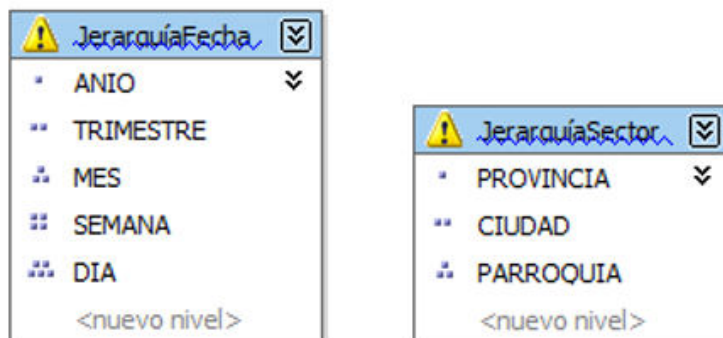 JerarquíaFecha
ANIO
TRIMESTRE
MES
SEMANA
DIA
<nuevo nivel>
JerarquíaSector
PROVINCIA
CIUDAD
PARROQUIA
<nuevo nivel>